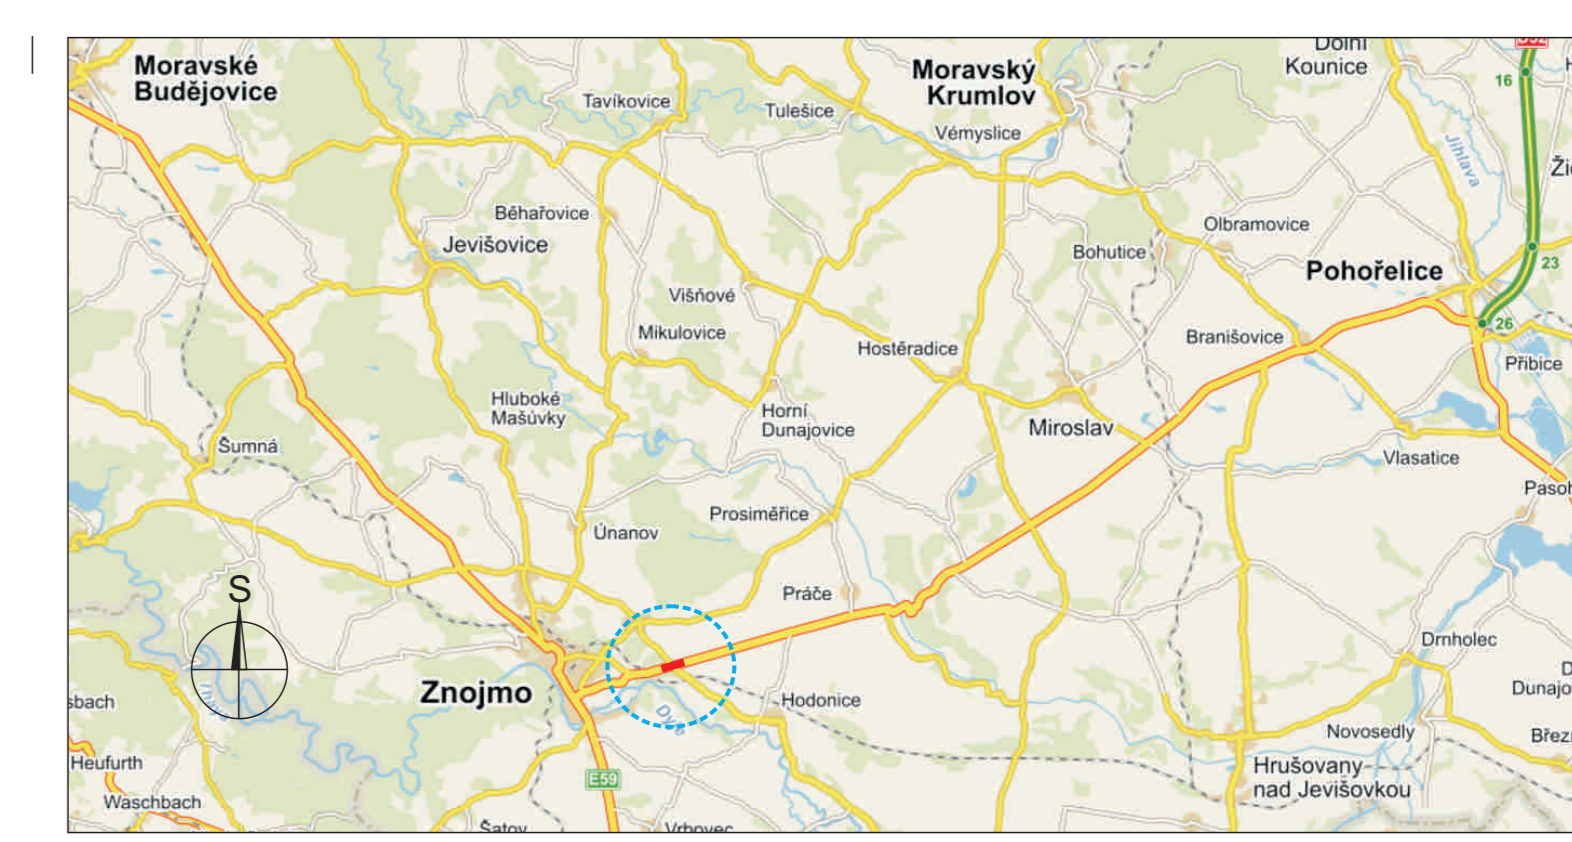 Dolní
Kounice
Moravské
Budějovice
Moravský
Krumlov
16
Tavíkovice
Tulešice
Vémyslice
Jihlava
Běhařovice
Olbramovice
Jevišovice
Bohutice
Pohořelice
23
Višňové
26
Mikulovice
Hostěradice
Branišovice
Přibice
Hluboké
Mašůvky
Horní
Dunajovice
Miroslav
Šumná
Vlasatice
Prosiměřice
Únanov
S
Práče
Drnholec
Znojmo
Hodonice
Dyje
Novosedly
Heufurth
Hrušovany
nad Jevišovkou
E59
Waschbach
Šatov
Vrbovec